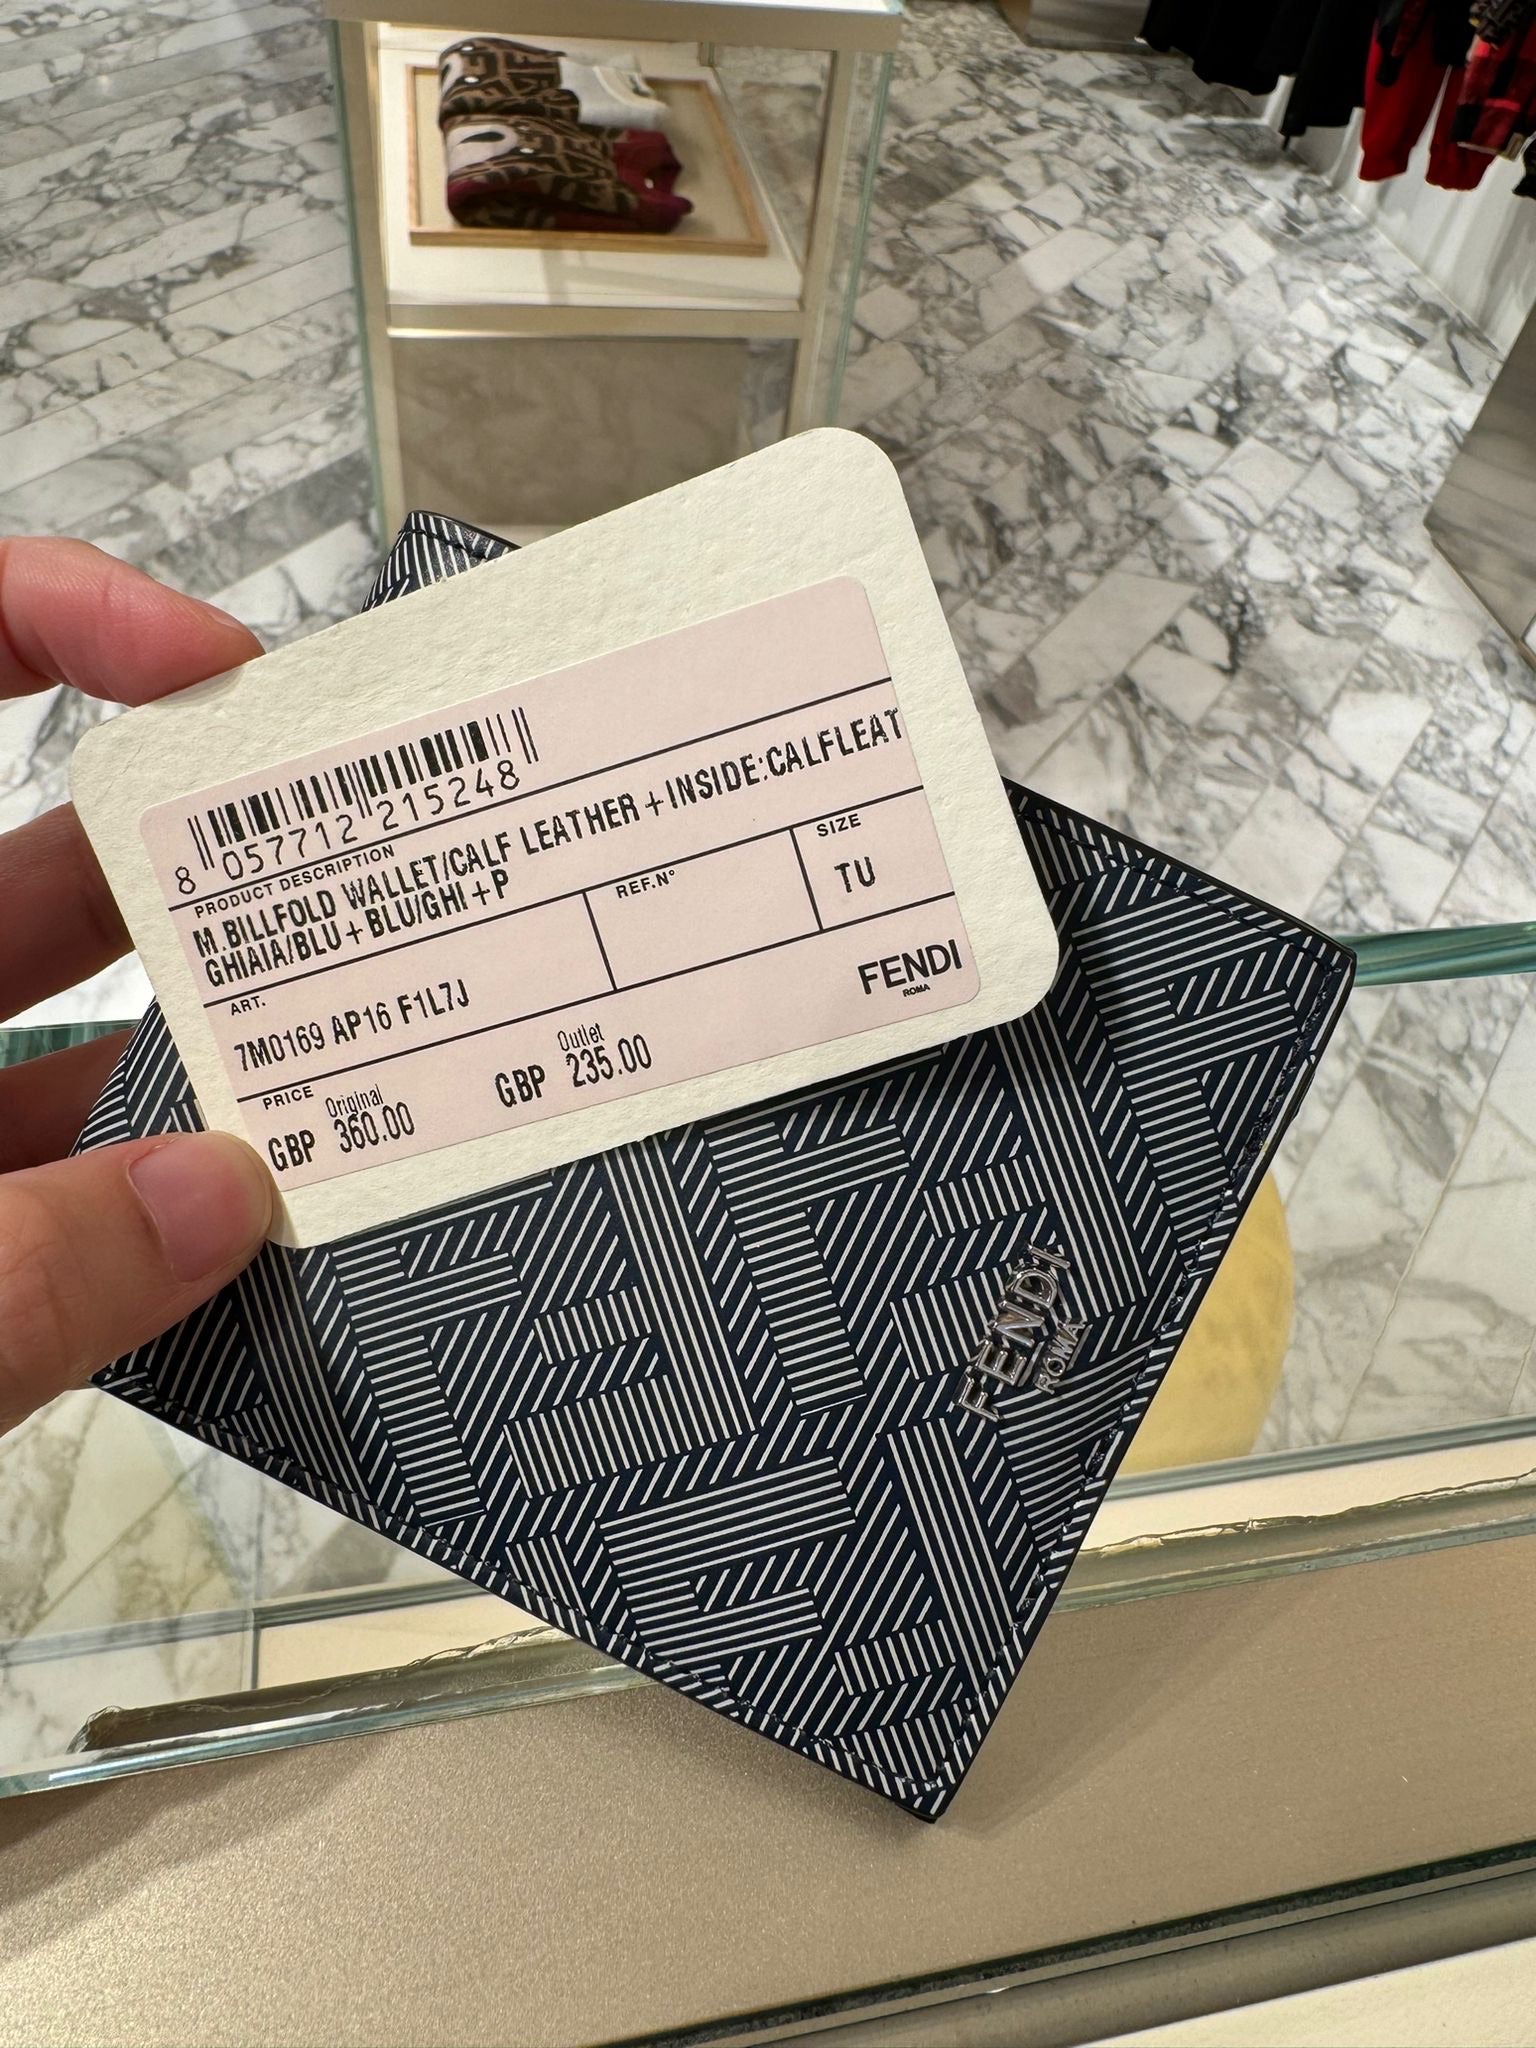 8 057712 215248
PRODUCT DESCRIPTION
M.BILLFOLD WALLET/CALF LEATHER + INSIDE:CALFLEAT
GHIAIA/BLU + BLU/GHI + P
ART.
7M0169 AP16 F1L7J
REF.N°
SIZE
TU
PRICE
Original
GBP 360.00
Outlet
GBP 235.00
FENDI
ROMA
FENDI
ROMA